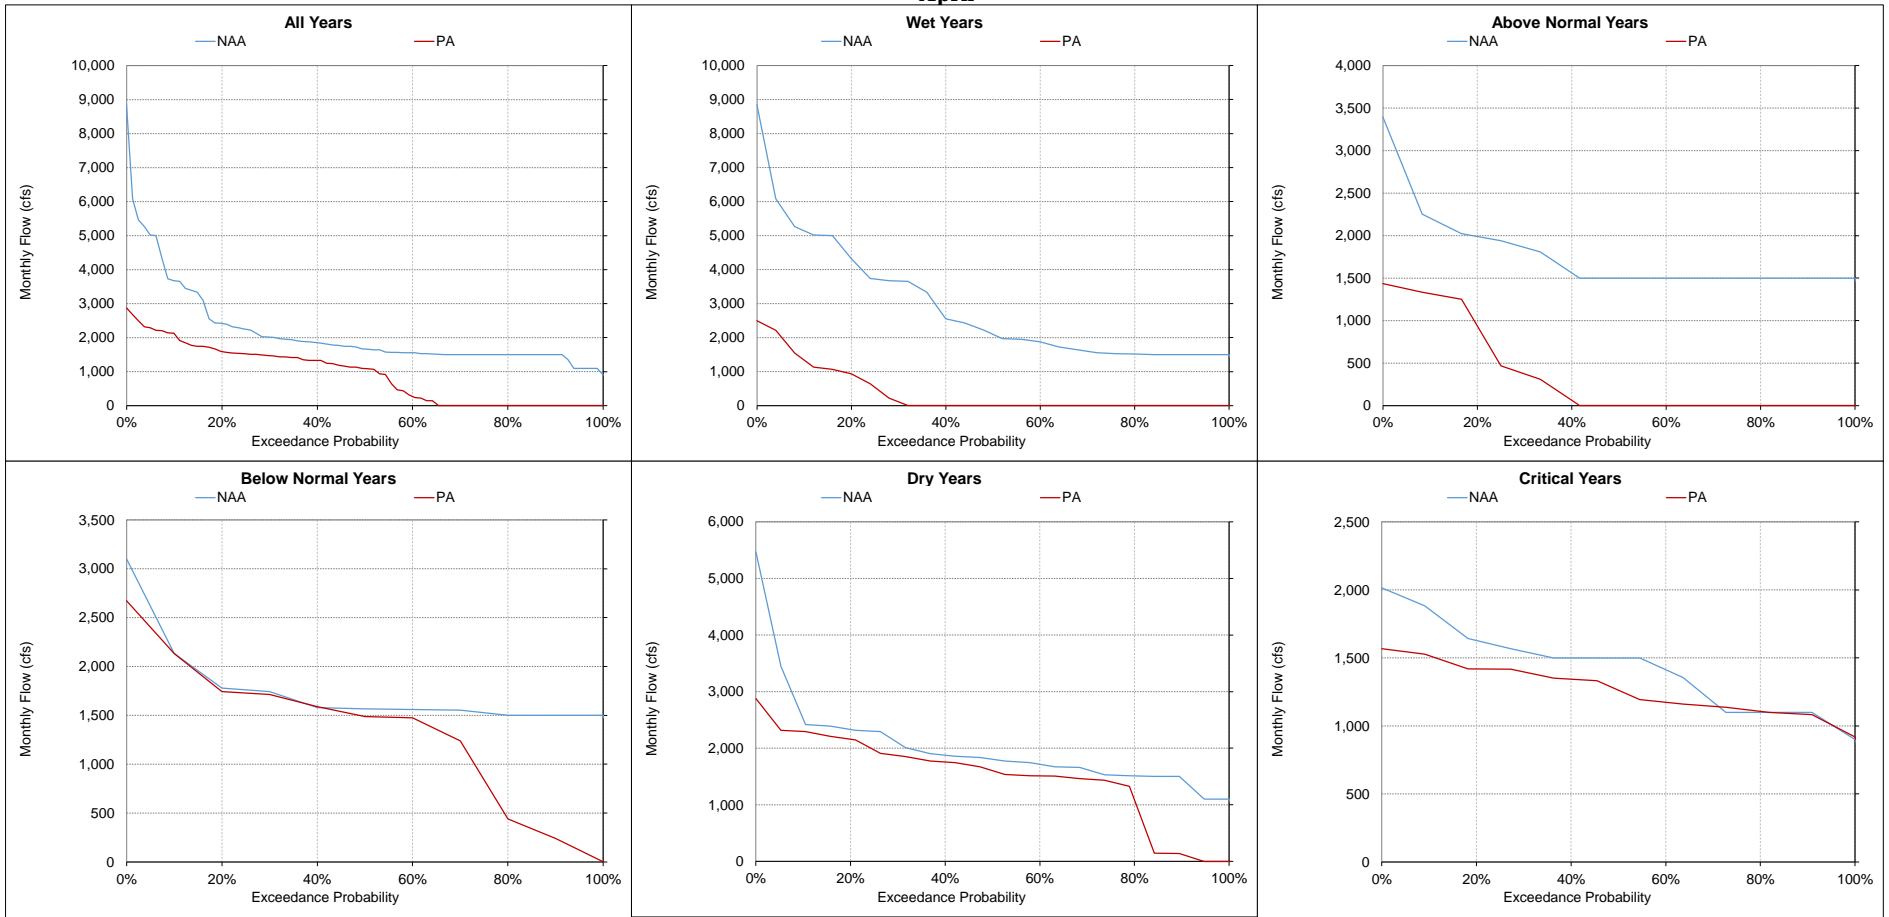 All Years
NAA PA
10,000
9,000
8,000
7,000
6,000
5,000
4,000
3,000
2,000
1,000
0
Monthly Flow (cfs)
0% 20% 40% 60% 80% 100%
Exceedance Probability
Wet Years
NAA PA
10,000
9,000
8,000
7,000
6,000
5,000
4,000
3,000
2,000
1,000
0
Monthly Flow (cfs)
0% 20% 40% 60% 80% 100%
Exceedance Probability
Above Normal Years
NAA PA
4,000
3,500
3,000
2,500
2,000
1,500
1,000
500
0
Monthly Flow (cfs)
0% 20% 40% 60% 80% 100%
Exceedance Probability
Below Normal Years
NAA PA
3,500
3,000
2,500
2,000
1,500
1,000
500
0
Monthly Flow (cfs)
0% 20% 40% 60% 80% 100%
Exceedance Probability
Dry Years
NAA PA
6,000
5,000
4,000
3,000
2,000
1,000
0
Monthly Flow (cfs)
0% 20% 40% 60% 80% 100%
Exceedance Probability
Critical Years
NAA PA
2,500
2,000
1,500
1,000
500
0
Monthly Flow (cfs)
0% 20% 40% 60% 80% 100%
Exceedance Probability